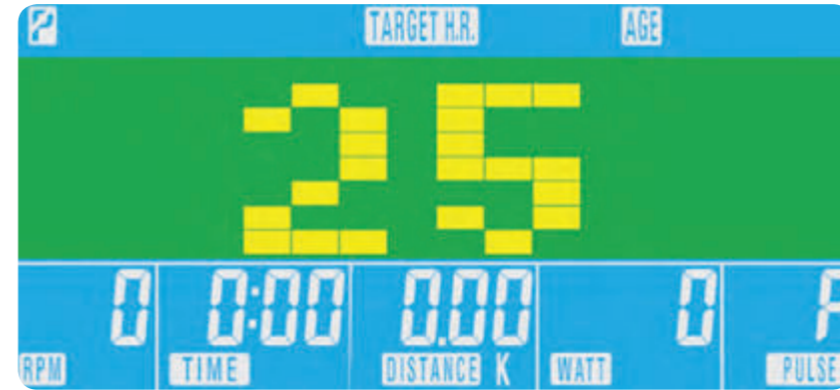 TARGET H.R. AGE
25
0 0:00 0.00 0 P
RPM TIME DISTANCE K WATT PULSE